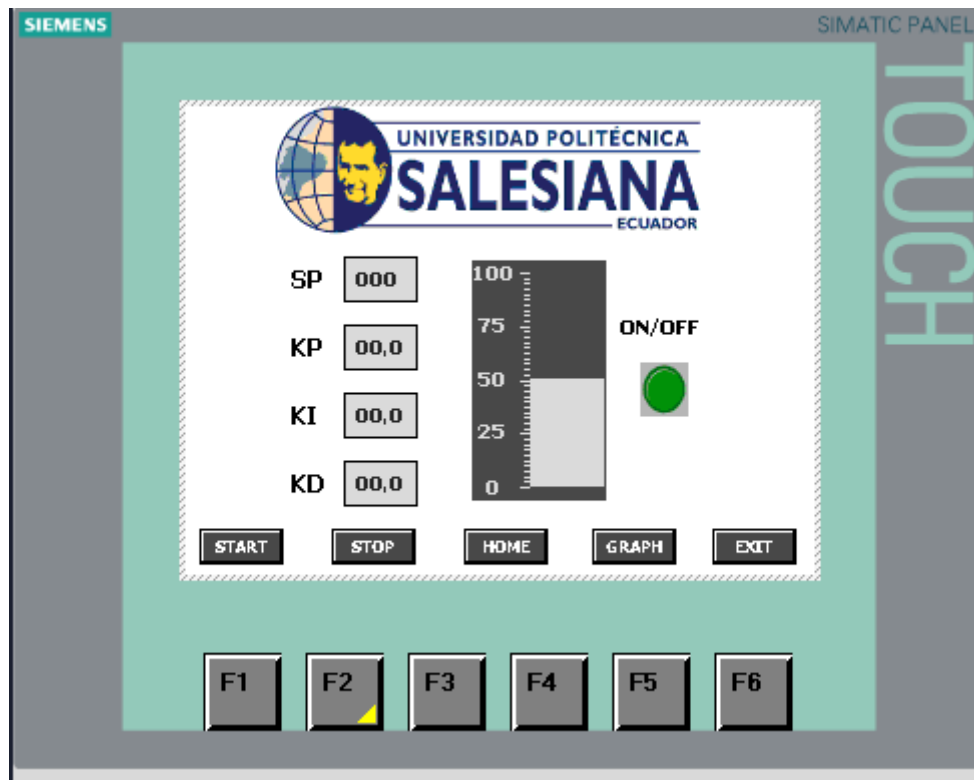 SIEMENS
SIMATIC PANEL
TOUCH
UNIVERSIDAD POLITÉCNICA
SALESIANA
ECUADOR
SP 000
KP 00,0
KI 00,0
KD 00,0
100
75
50
25
0
ON/OFF
START STOP HOME GRAPH EXIT
F1 F2 F3 F4 F5 F6